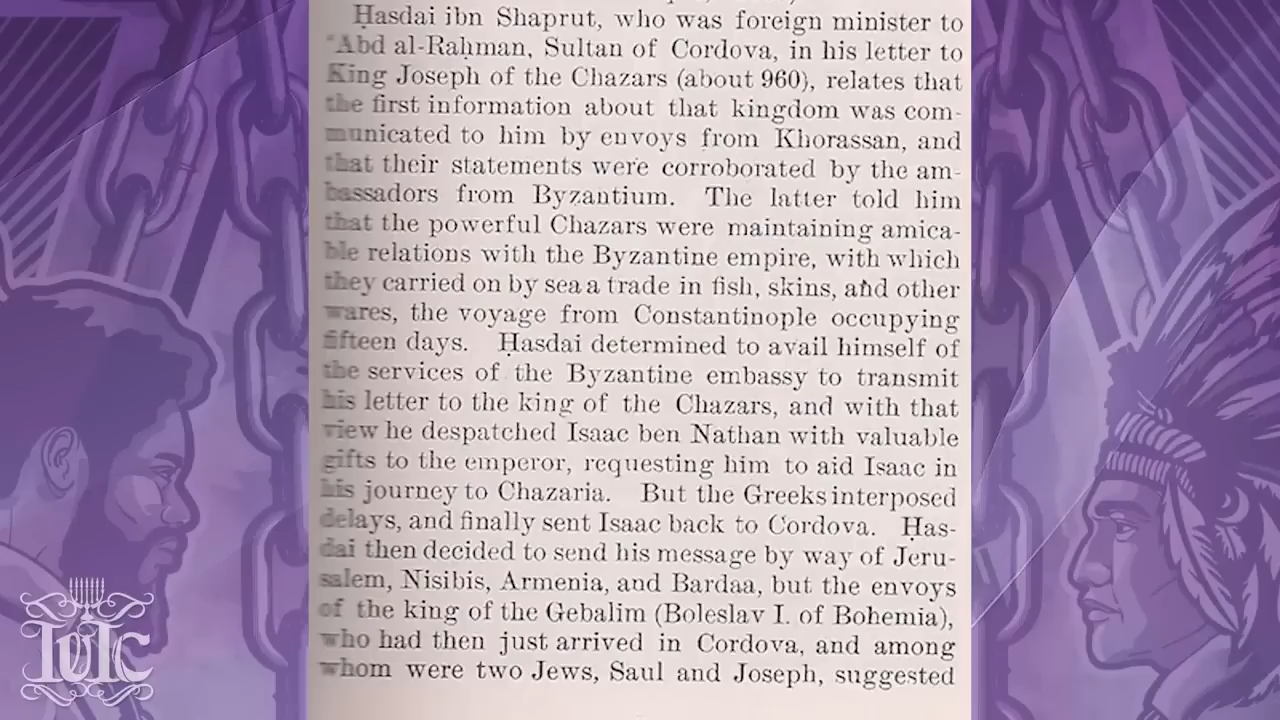 Ḥasdai ibn Shaprut, who was foreign minister to
'Abd al-Raḥman, Sultan of Cordova, in his letter to
King Joseph of the Chazars (about 960), relates that
the first information about that kingdom was com-
municated to him by envoys from Khorassan, and
that their statements were corroborated by the am-
bassadors from Byzantium. The latter told him
that the powerful Chazars were maintaining amica-
ble relations with the Byzantine empire, with which
they carried on by sea a trade in fish, skins, and other
wares, the voyage from Constantinople occupying
fifteen days. Ḥasdai determined to avail himself of
the services of the Byzantine embassy to transmit
his letter to the king of the Chazars, and with that
view he despatched Isaac ben Nathan with valuable
gifts to the emperor, requesting him to aid Isaac in
his journey to Chazaria. But the Greeks interposed
delays, and finally sent Isaac back to Cordova. Ḥas-
dai then decided to send his message by way of Jeru-
salem, Nisibis, Armenia, and Bardaa, but the envoys
of the king of the Gebalim (Boleslav I. of Bohemia),
who had then just arrived in Cordova, and among
whom were two Jews, Saul and Joseph, suggested
IUIC